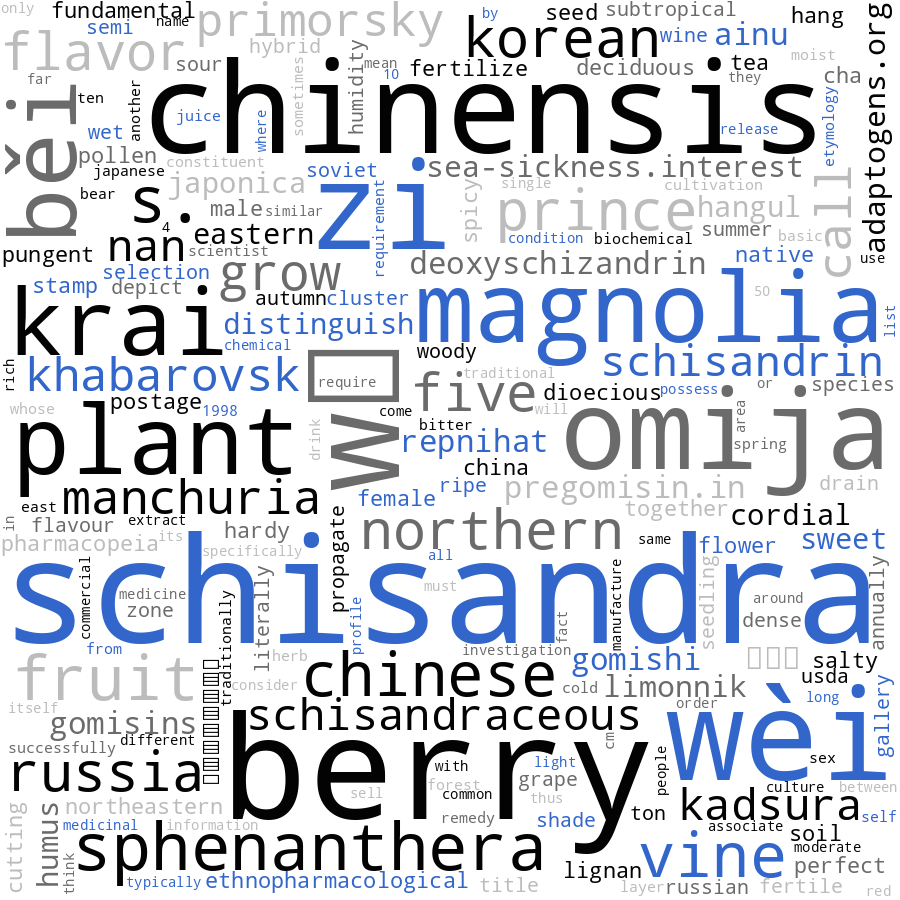 only
fundamental
semi
name
primorsky
by
seed
subtropical
hang
flavor
hybrid
korean
wine
ainu
uadaptogens.org
sour
sometimes
humidity
mean
10
fertilize
deciduous
tea
they
moist
cha
far
ten
another
chinensis
juice
where
release
etymology
běi
wet
pollen
japanese
constituent
soviet
sea-sickness.interest
bear
japonica
zi
requirement
spicy
single
cultivation
call
s.
male
similar
prince
hangul
4
nan
eastern
scientist
condition
biochemical
summer
basic
pungent
selection
grow
deoxyschizandrin
native
use
stamp
depict
autumn
cluster
magnolia
50
list
krai
distinguish
chemical
woody
schisandrin
rich
khabarovsk
require
traditional
five
dioecious
possess
or
species
whose
postage
1998
come
will
omija
area
plant
drink
W
bitter
repnihat
spring
china
east
manchuria
female
ripe
pregomisin.in
drain
in
flavour
extract
hardy
propagate
northern
together
cordial
pharmacopeia
its
specifically
all
same
flower
sweet
schisandra
commercial
medicine
zone
traditionally
literally
profile
must
manufacture
seedling
around
dense
annually
from
herb
investigation
fact
fruit
consider
chinese
gomishi
salty
usda
itself
cold
limonnik
long
gomisins
schisandraceous
order
wèi
gallery
successfully
different
berry
cm
sex
russia
with
light
people
forest
grape
culture
between
sell
common
thus
cutting
humus
northeastern
remedy
shade
ton
kadsura
self
medicinal
information
associate
soil
think
sphenanthera
moderate
vine
perfect
typically
ethnopharmacological
title
lignan
layer
russian
fertile
red